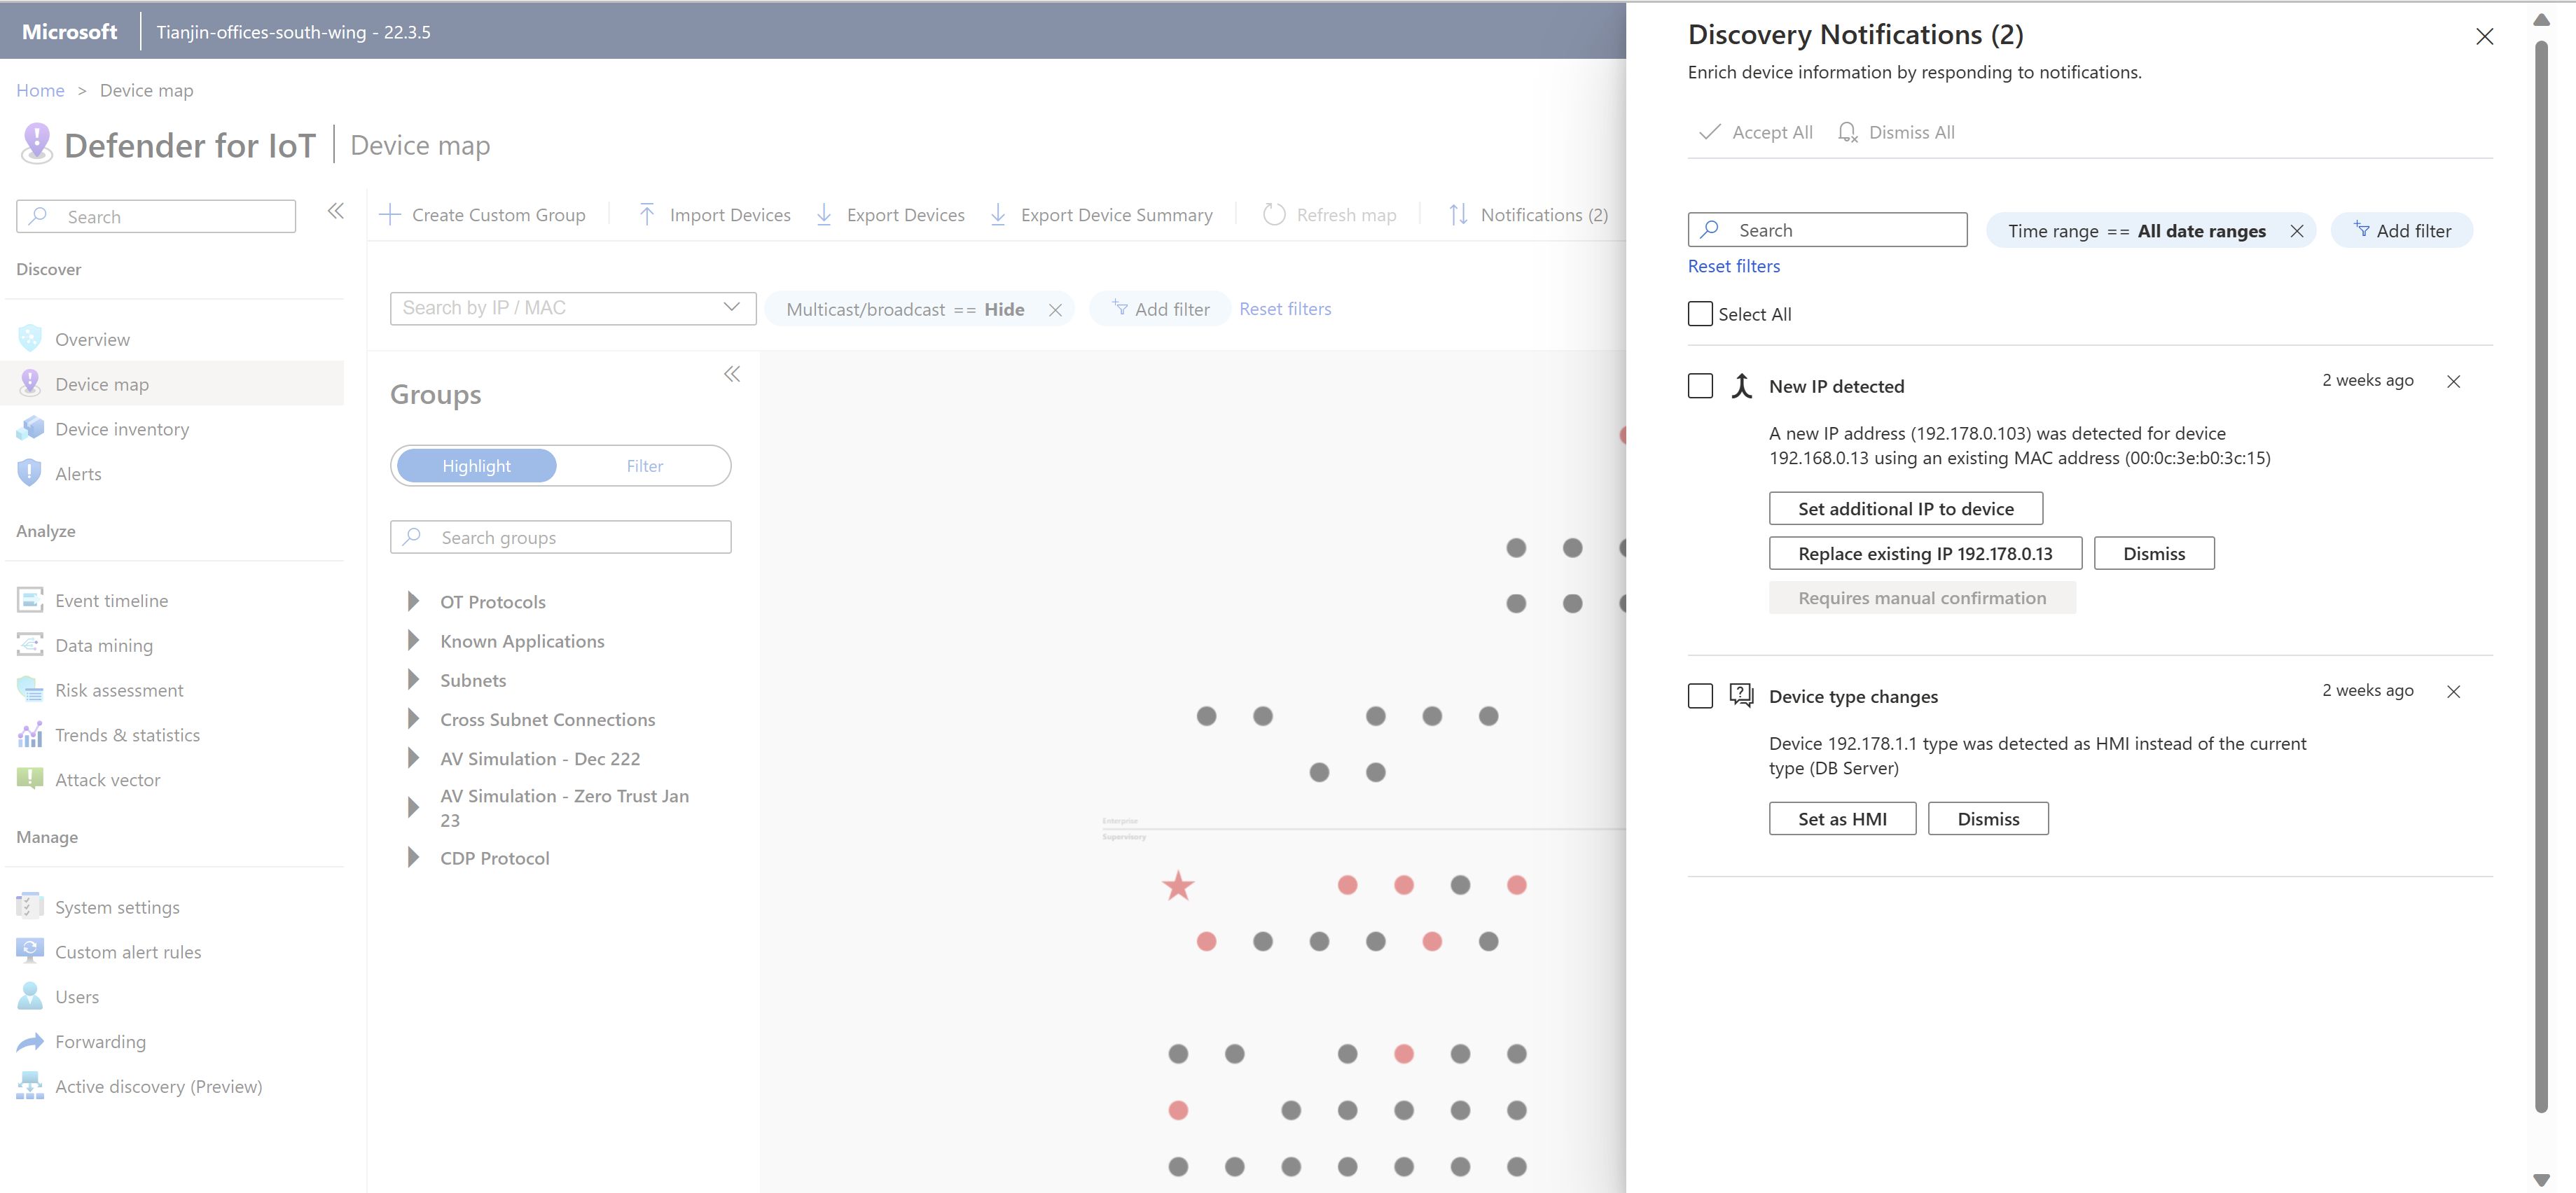 Microsoft
Tianjin-offices-south-wing - 22.3.5
Home > Device map
Defender for IoT
Device map
Search
Discover
Overview
Device map
Device inventory
Alerts
Analyze
Event timeline
Data mining
Risk assessment
Trends & statistics
Attack vector
Manage
System settings
Custom alert rules
Users
Forwarding
Active discovery (Preview)
Create Custom Group
Import Devices
Export Devices
Export Device Summary
Refresh map
Notifications (2)
Search by IP / MAC
Multicast/broadcast == Hide
Add filter
Reset filters
Groups
Highlight
Filter
Search groups
OT Protocols
Known Applications
Subnets
Cross Subnet Connections
AV Simulation - Dec 222
AV Simulation - Zero Trust Jan
23
CDP Protocol
Enterprise
Supervisory
Discovery Notifications (2)
Enrich device information by responding to notifications.
Accept All
Dismiss All
Search
Time range == All date ranges
Add filter
Reset filters
Select All
New IP detected
2 weeks ago
A new IP address (192.178.0.103) was detected for device
192.168.0.13 using an existing MAC address (00:0c:3e:b0:3c:15)
Set additional IP to device
Replace existing IP 192.178.0.13
Dismiss
Requires manual confirmation
Device type changes
2 weeks ago
Device 192.178.1.1 type was detected as HMI instead of the current
type (DB Server)
Set as HMI
Dismiss